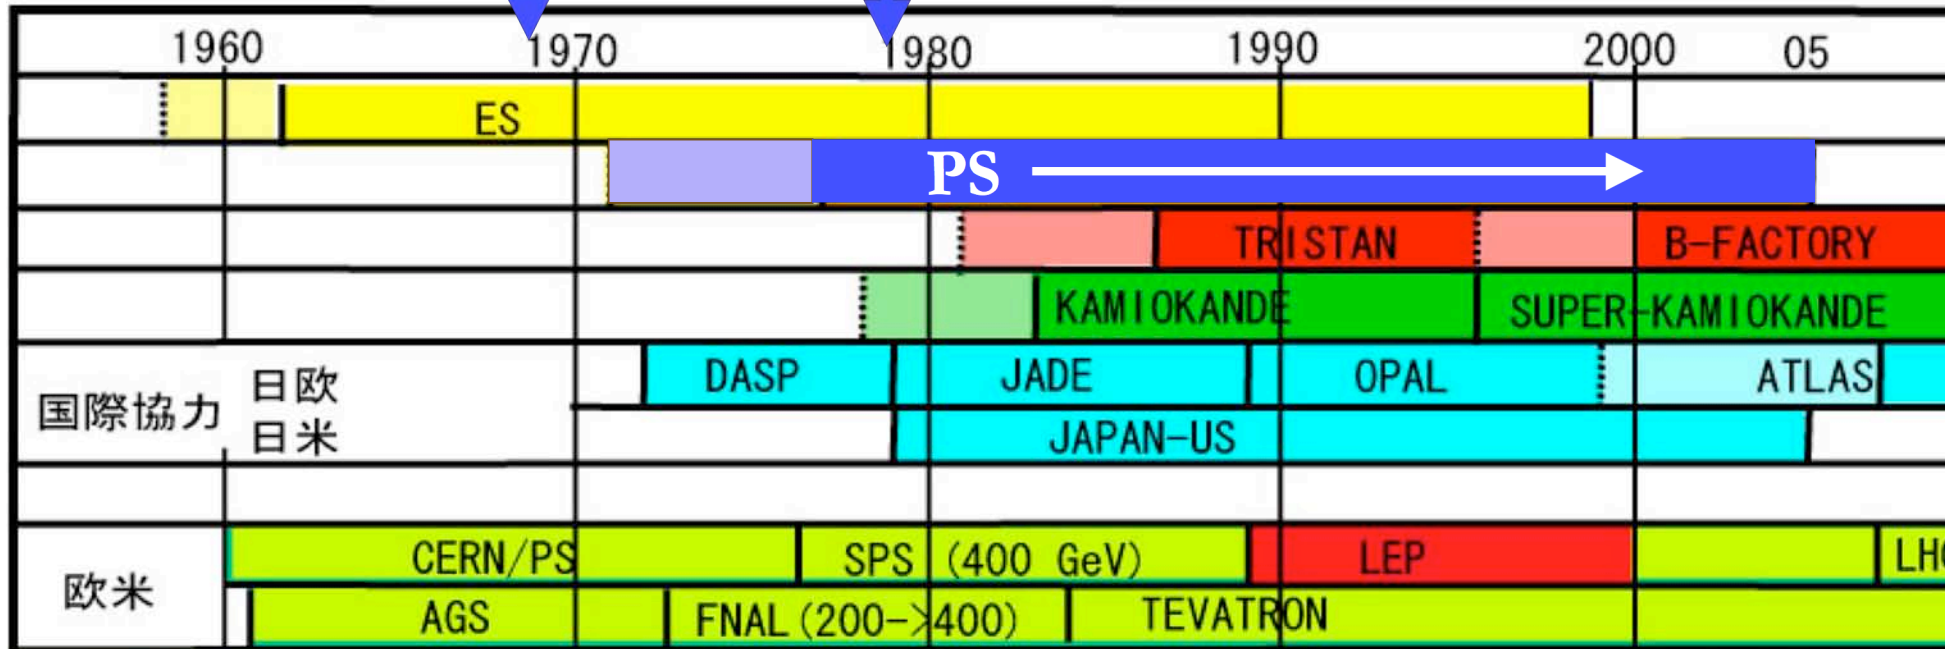 1960 1970 1980 1990 2000 05
ES
PS
TRISTAN B-FACTORY
KAMIOKANDE SUPER-KAMIOKANDE
国際協力 日欧 DASP JADE OPAL ATLAS
日米 JAPAN-US
欧米 CERN/PS SPS (400 GeV) LEP LHC
AGS FNAL(200->400) TEVATRON